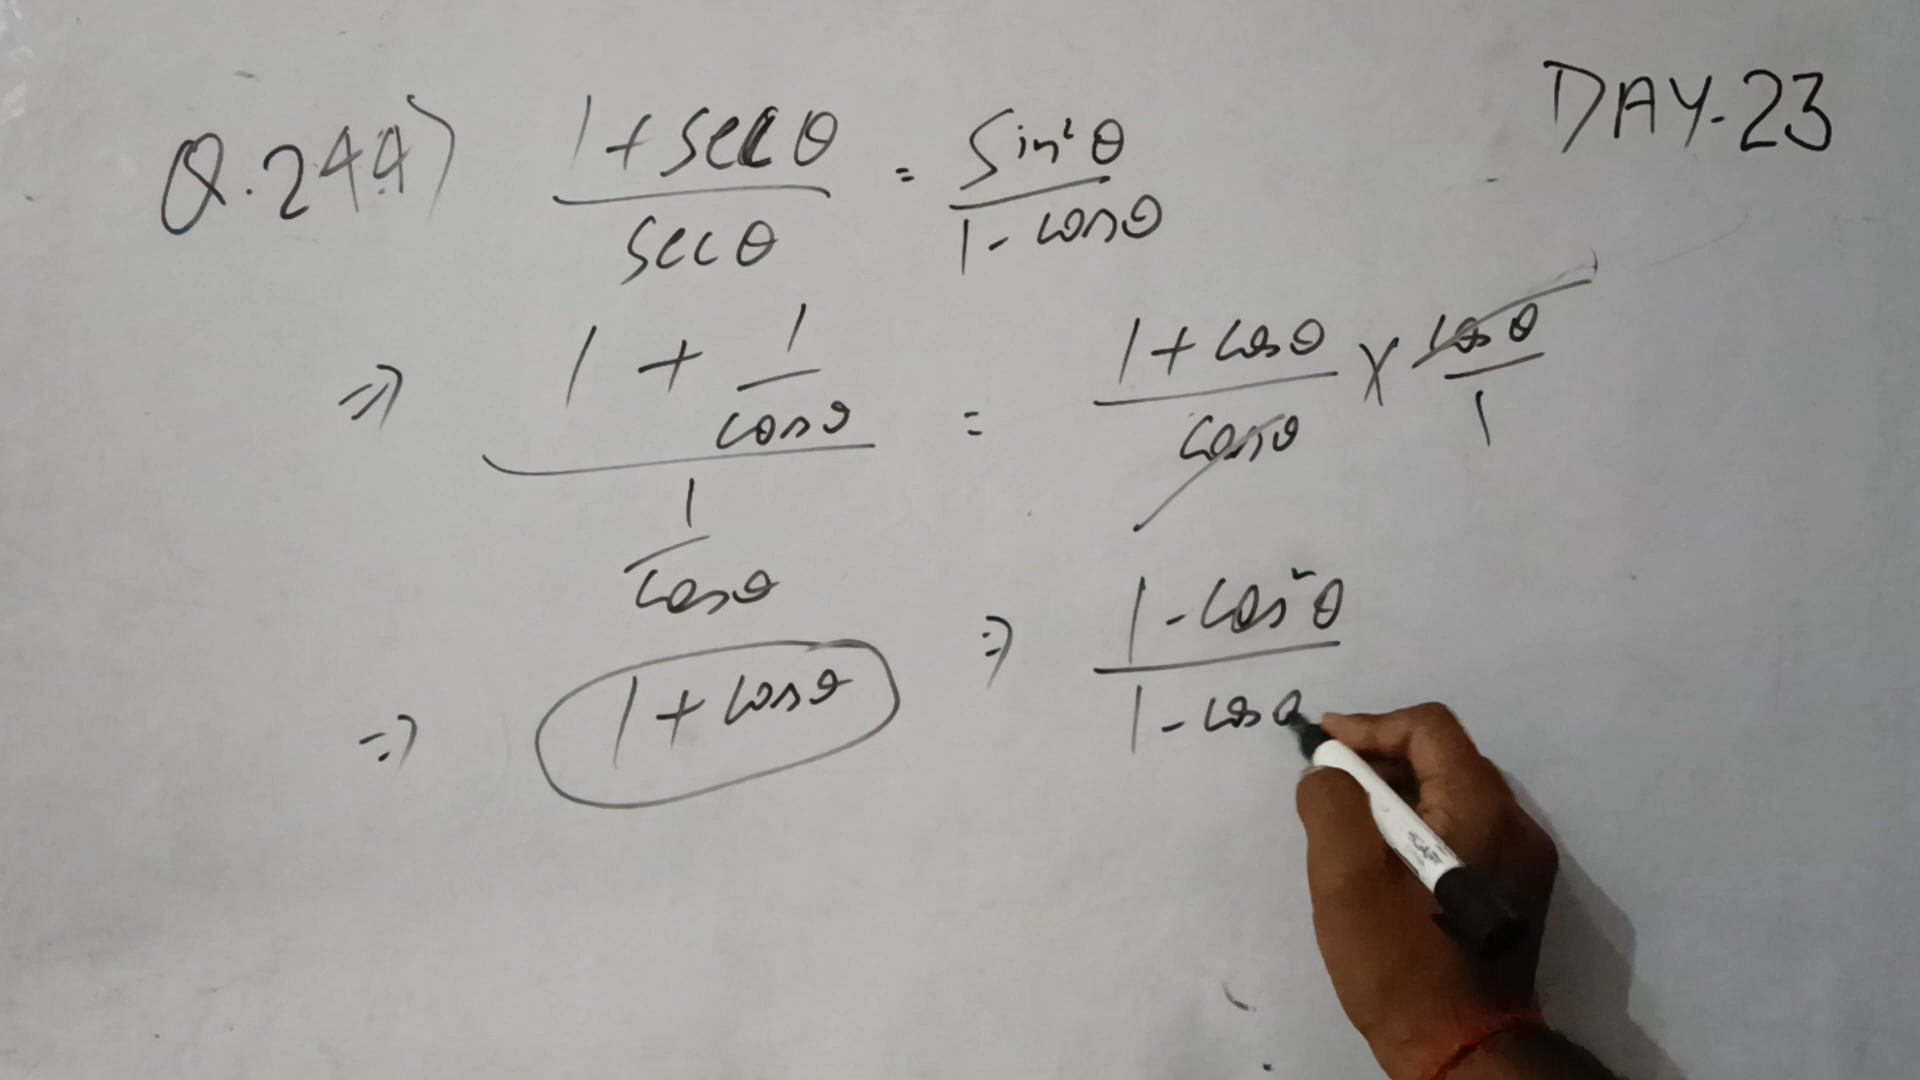 DAY-23
Q.244) (1+secθ)/(secθ) = (sin²θ)/(1-cosθ)
⇒ (1 + 1/cosθ)/(1/cosθ) = (1+cosθ)/(cosθ) × (cosθ)/1
⇒ 1+cosθ ⇒ (1-cos²θ)/(1-cosθ)